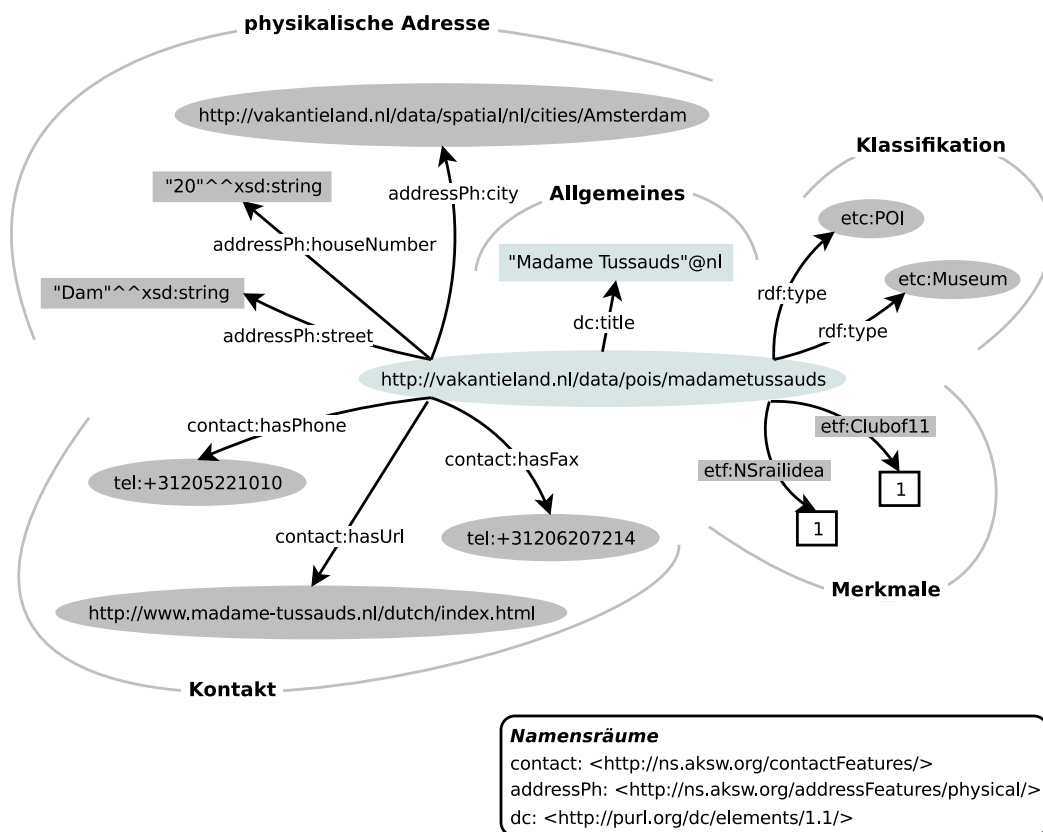 physikalische Adresse
http://vakantieland.nl/data/spatial/nl/cities/Amsterdam
Klassifikation
"20"^^xsd:string
addressPh:city
Allgemeines
etc:POI
addressPh:houseNumber
"Madame Tussauds"@nl
etc:Museum
"Dam"^^xsd:string
rdf:type
dc:title
addressPh:street
rdf:type
http://vakantieland.nl/data/pois/madametussauds
contact:hasPhone
etf:Clubof11
contact:hasFax
etf:NSrailidea
tel:+31205221010
1
1
contact:hasUrl
tel:+31206207214
Merkmale
http://www.madame-tussauds.nl/dutch/index.html
Kontakt
Namensräume
contact: <http://ns.aksw.org/contactFeatures/>
addressPh: <http://ns.aksw.org/addressFeatures/physical/>
dc: <http://purl.org/dc/elements/1.1/>